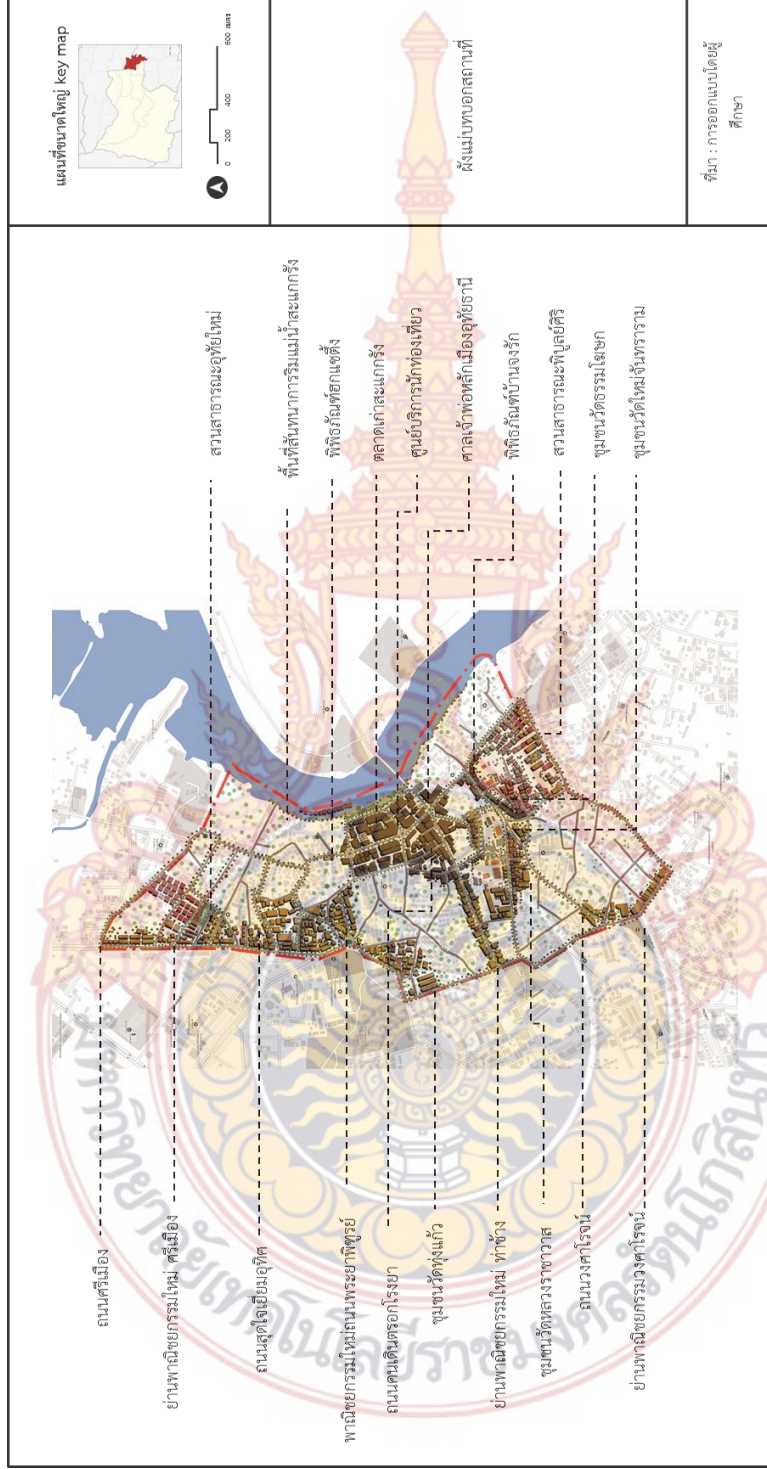 แผนที่ขนาดใหญ่ key map
0 200 400 600 เมตร
ผังแม่บทบอกสถานที่
ที่มา : การออกแบบโดยผู้
ศึกษา
สวนสาธารณะอุทัยใหม่
พื้นที่สันทนาการริมแม่น้ำสะแกกรัง
พิพิธภัณฑ์ฮกแซตึ้ง
ตลาดเก่าสะแกกรัง
ศูนย์บริการนักท่องเที่ยว
ศาลเจ้าพ่อหลักเมืองอุทัยธานี
พิพิธภัณฑ์บ้านจงรัก
สวนสาธารณะพิบูลย์ศิริ
ชุมชนวัดธรรมโฆษก
ชุมชนวัดใหม่จันทราราม
ถนนศรีเมือง
ย่านพาณิชยกรรมใหม่ ศรีเมือง
ถนนสุดใจเยี่ยมอุทิศ
พาณิชยกรรมใหม่ถนนพระยาพิฑูรย์
ถนนคนเดินตรอกโรงยา
ชุมชนวัดทุ่งแก้ว
ย่านพาณิชยกรรมใหม่ ท่าช้าง
ชุมชนวัดหลวงราชาวาส
ถนนวงศาโรจน์
ย่านพาณิชยกรรมวงศาโรจน์